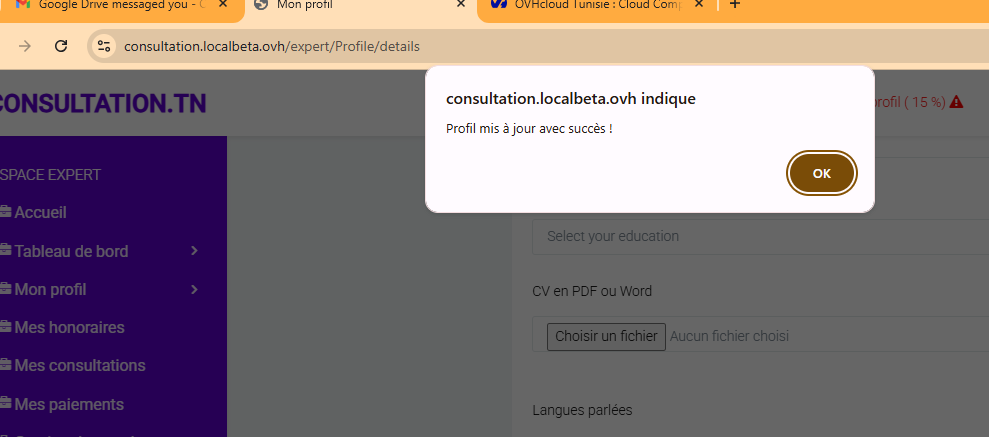 Google Drive messaged you - C
Mon profil
OVHcloud Tunisie : Cloud Comp
consultation.localbeta.ovh/expert/Profile/details
CONSULTATION.TN
rofil ( 15 %)
consultation.localbeta.ovh indique
Profil mis à jour avec succès !
OK
SPACE EXPERT
Accueil
Tableau de bord
Mon profil
Mes honoraires
Mes consultations
Mes paiements
Select your education
CV en PDF ou Word
Choisir un fichier Aucun fichier choisi
Langues parlées